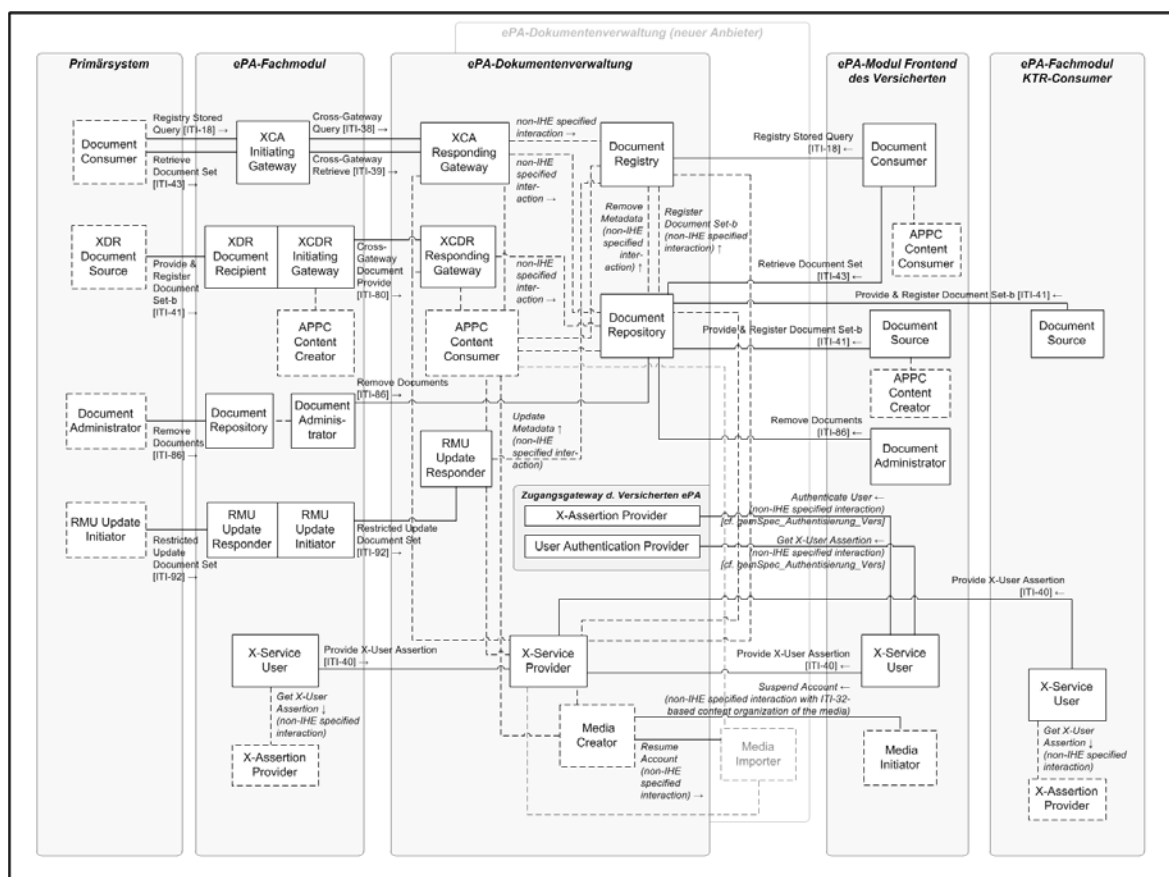 ePA-Dokumentenverwaltung (neuer Anbieter)
Primärsystem
ePA-Fachmodul
ePA-Dokumentenverwaltung
ePA-Modul Frontend
des Versicherten
ePA-Fachmodul
KTR-Consumer
Document
Consumer
Registry Stored
Query [ITI-18] →
Retrieve
Document Set
[ITI-43] →
XCA
Initiating
Gateway
Cross-Gateway
Query [ITI-38] →
Cross-Gateway
Retrieve [ITI-39] →
XCA
Responding
Gateway
non-IHE specified
interaction →
non-IHE
specified
inter-
action →
Document
Registry
Registry Stored Query
[ITI-18] ←
Document
Consumer
APPC
Content
Consumer
XDR
Document
Source
Provide &
Register
Document
Set-b
[ITI-41] →
XDR
Document
Recipient
XCDR
Initiating
Gateway
Cross-
Gateway
Document
Provide
[ITI-80] →
XCDR
Responding
Gateway
non-IHE
specified
inter-
action →
Remove
Metadata
(non-IHE
specified
inter-
action) ↑
Register
Document Set-b
(non-IHE specified
interaction) ↑
Retrieve Document Set
[ITI-43] ←
Provide & Register Document Set-b [ITI-41] ←
APPC
Content
Creator
APPC
Content
Consumer
Document
Repository
Provide & Register Document Set-b
[ITI-41] ←
Document
Source
Document
Source
APPC
Content
Creator
Document
Administrator
Remove
Documents
[ITI-86] →
Document
Repository
Document
Adminis-
trator
Remove Documents
[ITI-86] →
Update
Metadata ↑
(non-IHE
specified inter-
action)
Remove Documents
[ITI-86] ←
Document
Administrator
RMU
Update
Responder
Zugangsgateway d. Versicherten ePA
X-Assertion Provider
User Authentication Provider
Authenticate User ←
(non-IHE specified interaction)
[cf. gemSpec_Authentisierung_Vers]
Get X-User Assertion ←
(non-IHE specified interaction)
[cf. gemSpec_Authentisierung_Vers]
RMU Update
Initiator
Restricted
Update
Document Set
[ITI-92] →
RMU
Update
Responder
RMU
Update
Initiator
Restricted Update
Document Set
[ITI-92] →
Provide X-User Assertion
[ITI-40] ←
X-Service
User
Provide X-User Assertion
[ITI-40] →
X-Service
Provider
Provide X-User Assertion
[ITI-40] ←
X-Service
User
X-Service
User
Get X-User
Assertion ↓
(non-IHE specified
interaction)
X-Assertion
Provider
Suspend Account ←
(non-IHE specified interaction with ITI-32-
based content organization of the media)
Media
Creator
Resume
Account
(non-IHE
specified
interaction) →
Media
Importer
Media
Initiator
Get X-User
Assertion ↓
(non-IHE specified
interaction)
X-Assertion
Provider